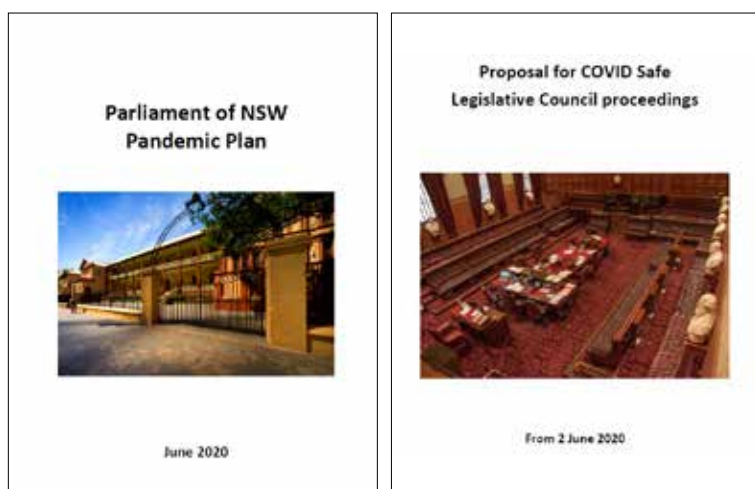 Parliament of NSW
Pandemic Plan
June 2020
Proposal for COVID Safe
Legislative Council proceedings
From 2 June 2020